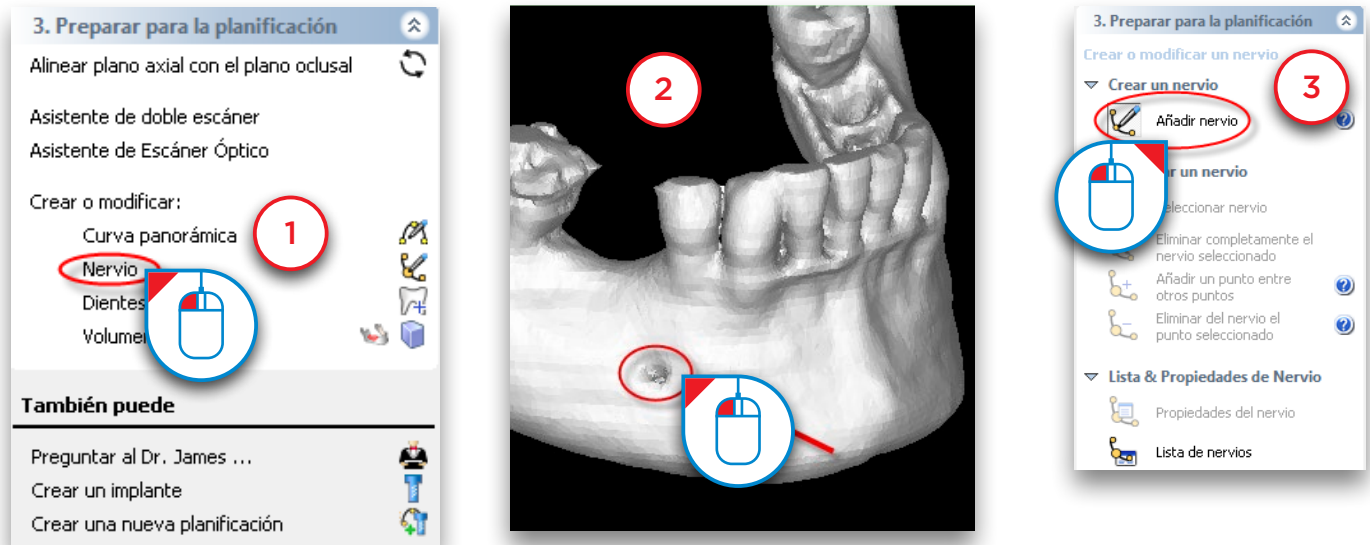 3. Preparar para la planificación
Alinear plano axial con el plano oclusal
Asistente de doble escáner
Asistente de Escáner Óptico
Crear o modificar:
Curva panorámica
1
Nervio
Dientes
Volumen
También puede
Preguntar al Dr. James ...
Crear un implante
Crear una nueva planificación
2
3. Preparar para la planificación
Crear o modificar un nervio
Crear un nervio
3
Añadir nervio
un nervio
Seleccionar nervio
Eliminar completamente el
nervio seleccionado
Añadir un punto entre
otros puntos
Eliminar del nervio el
punto seleccionado
Lista & Propiedades de Nervio
Propiedades del nervio
Lista de nervios